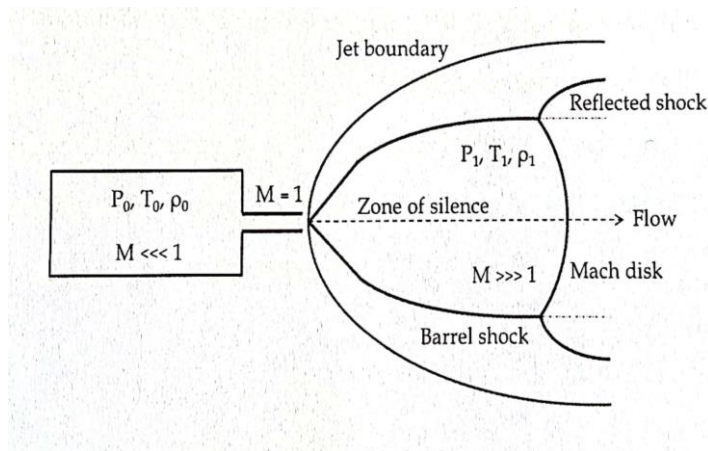 Jet boundary
Reflected shock
P₁, T₁, ρ₁
M = 1
P₀, T₀, ρ₀
Zone of silence
Flow
M <<< 1
M >>> 1
Mach disk
Barrel shock